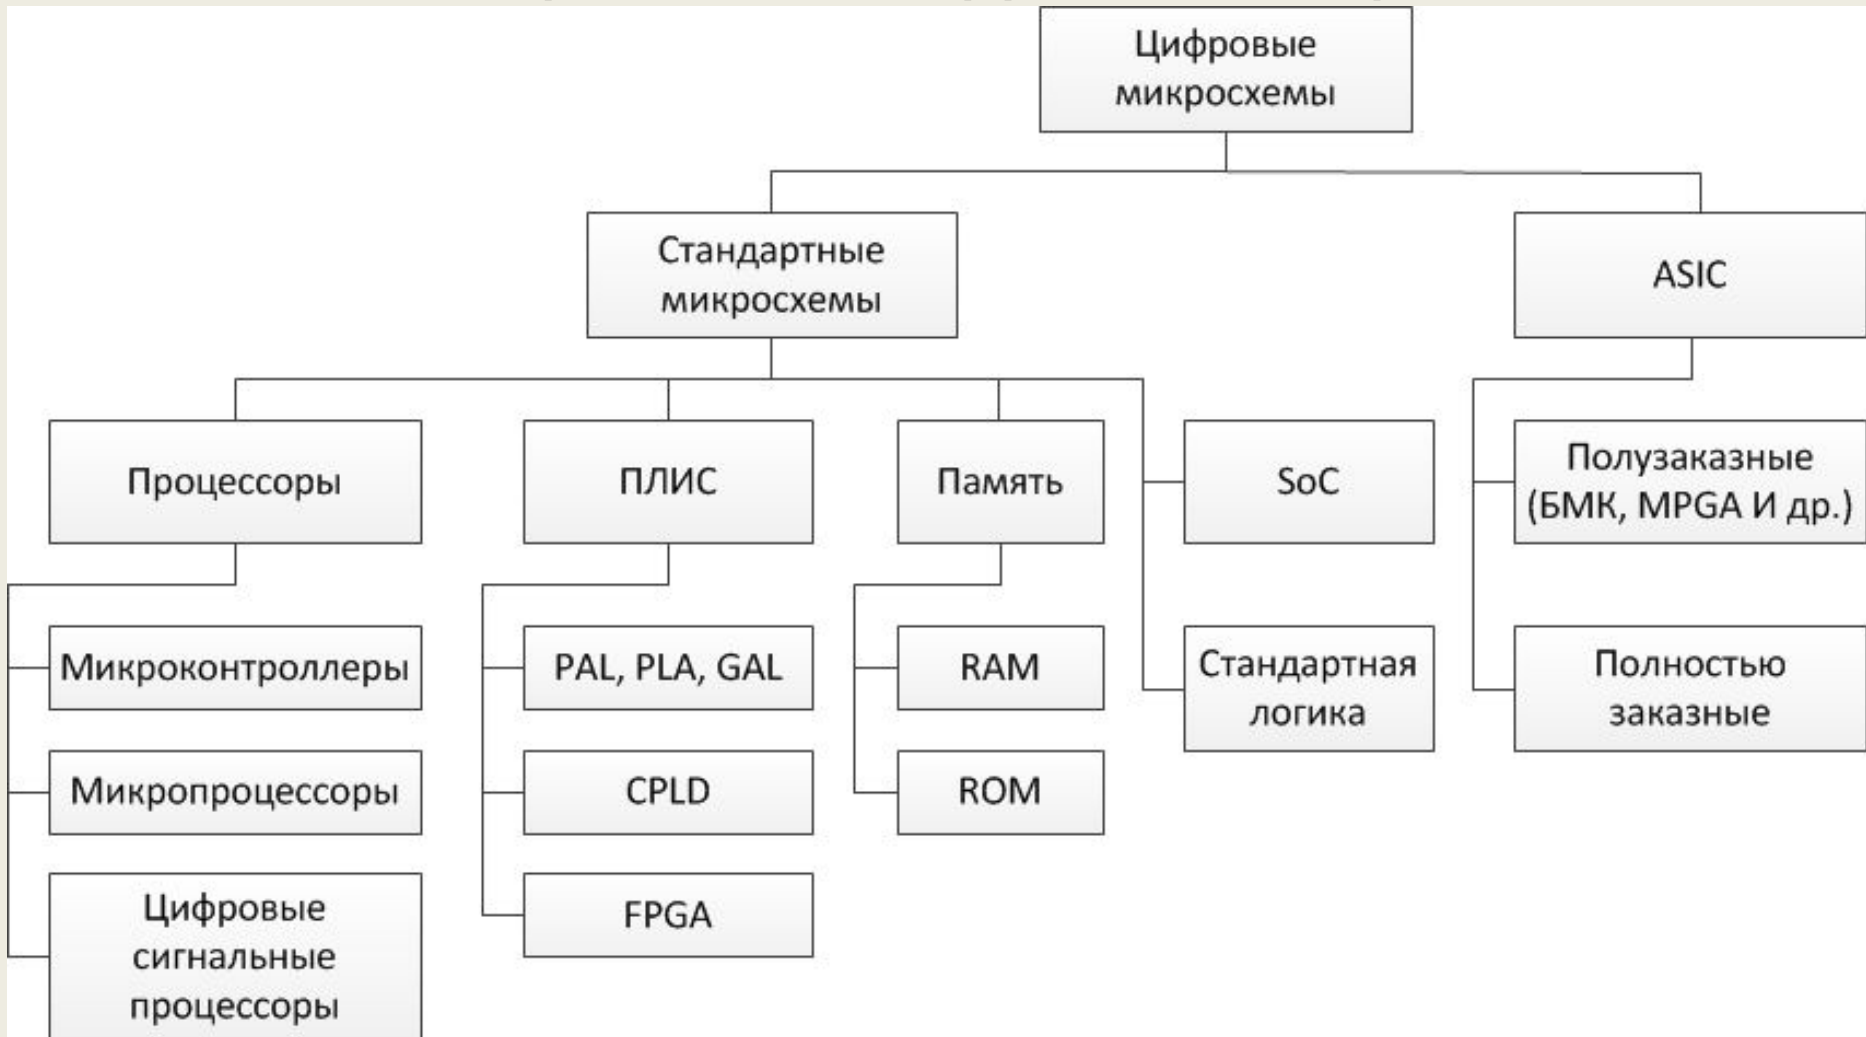 Цифровые
микросхемы
Стандартные
микросхемы
ASIC
Процессоры
ПЛИС
Память
SoC
Полузаказные
(БМК, MPGA И др.)
Микроконтроллеры
PAL, PLA, GAL
RAM
Стандартная
логика
Полностью
заказные
Микропроцессоры
CPLD
ROM
Цифровые
сигнальные
процессоры
FPGA